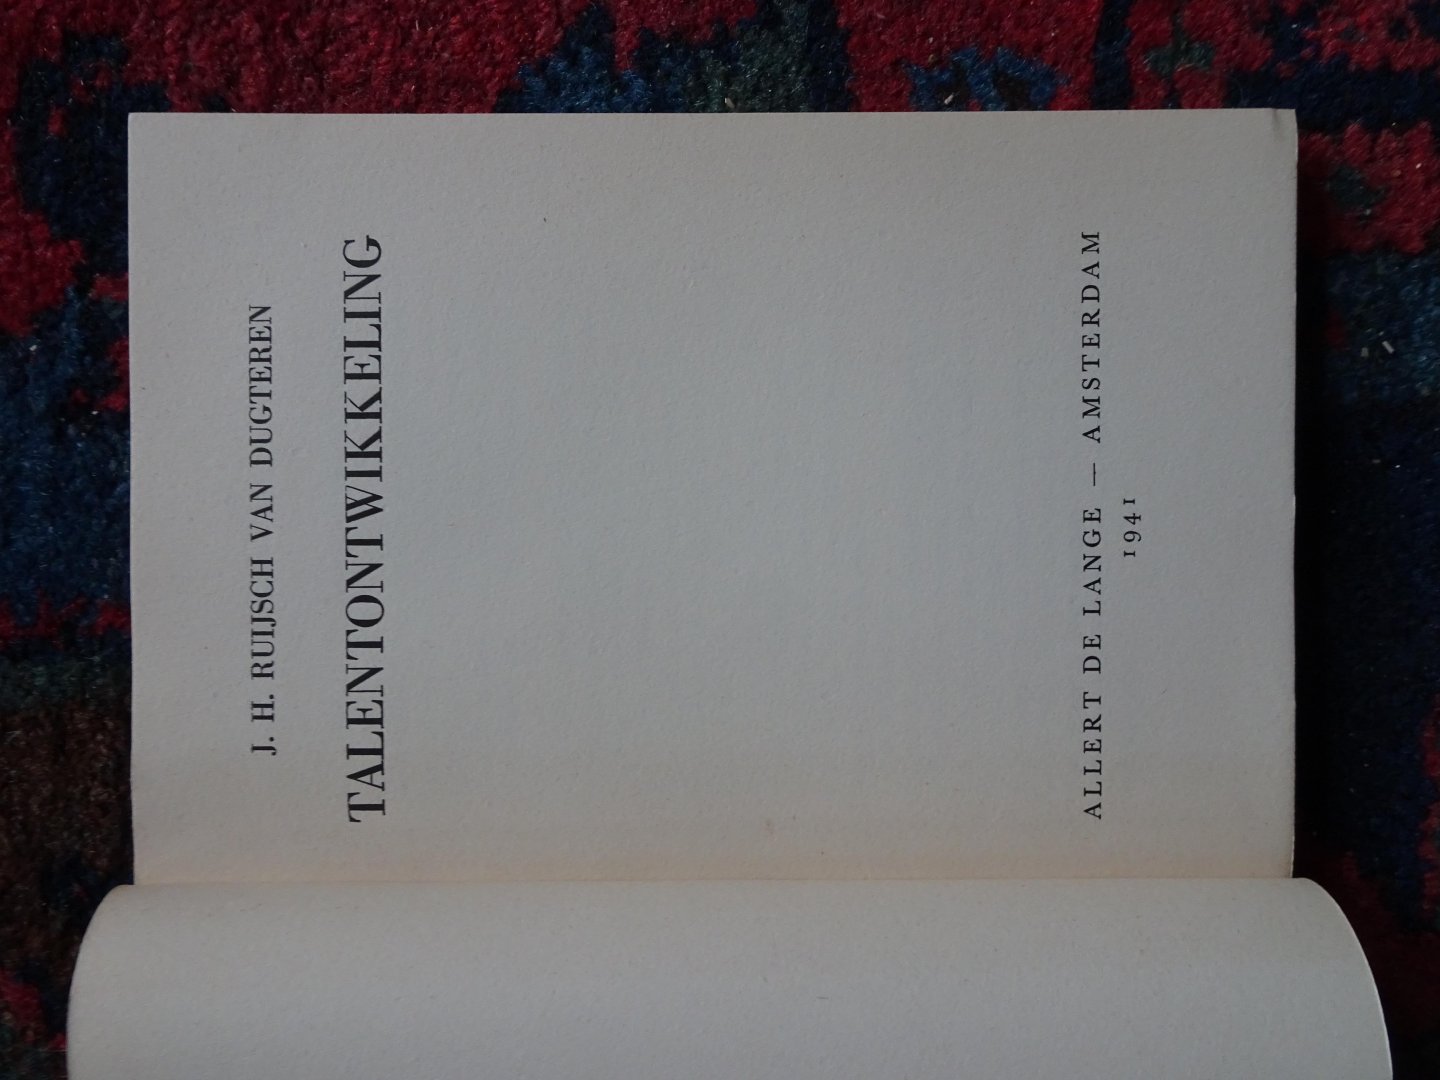 J. H. RUIJSCH VAN DUGTEREN
TALENTONTWIKKELING
ALLERT DE LANGE — AMSTERDAM
1941